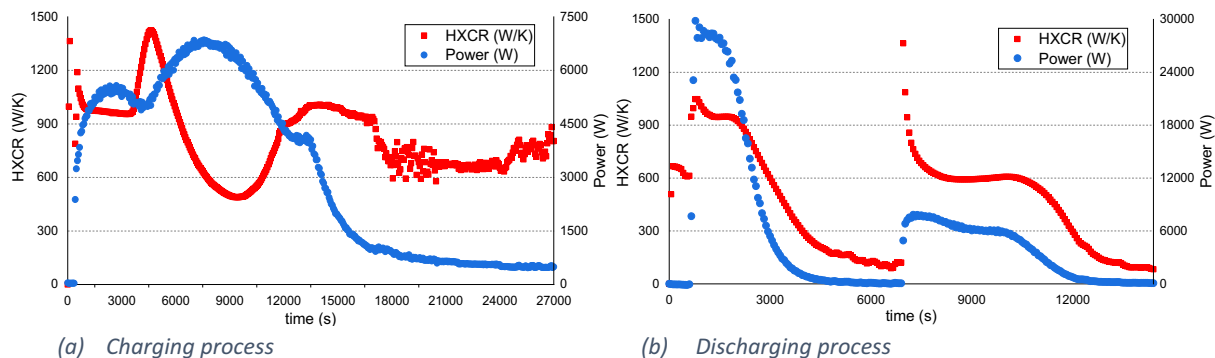 1500
1200
900
600
300
0
HXCR (W/K)
7500
6000
4500
3000
1500
0
Power (W)
HXCR (W/K)
Power (W)
0 3000 6000 9000 12000 15000 18000 21000 24000 27000
time (s)
(a) Charging process
1500
1200
900
600
300
0
HXCR (W/K)
30000
24000
18000
12000
6000
0
Power (W)
HXCR (W/K)
Power (W)
0 3000 6000 9000 12000
time (s)
(b) Discharging process